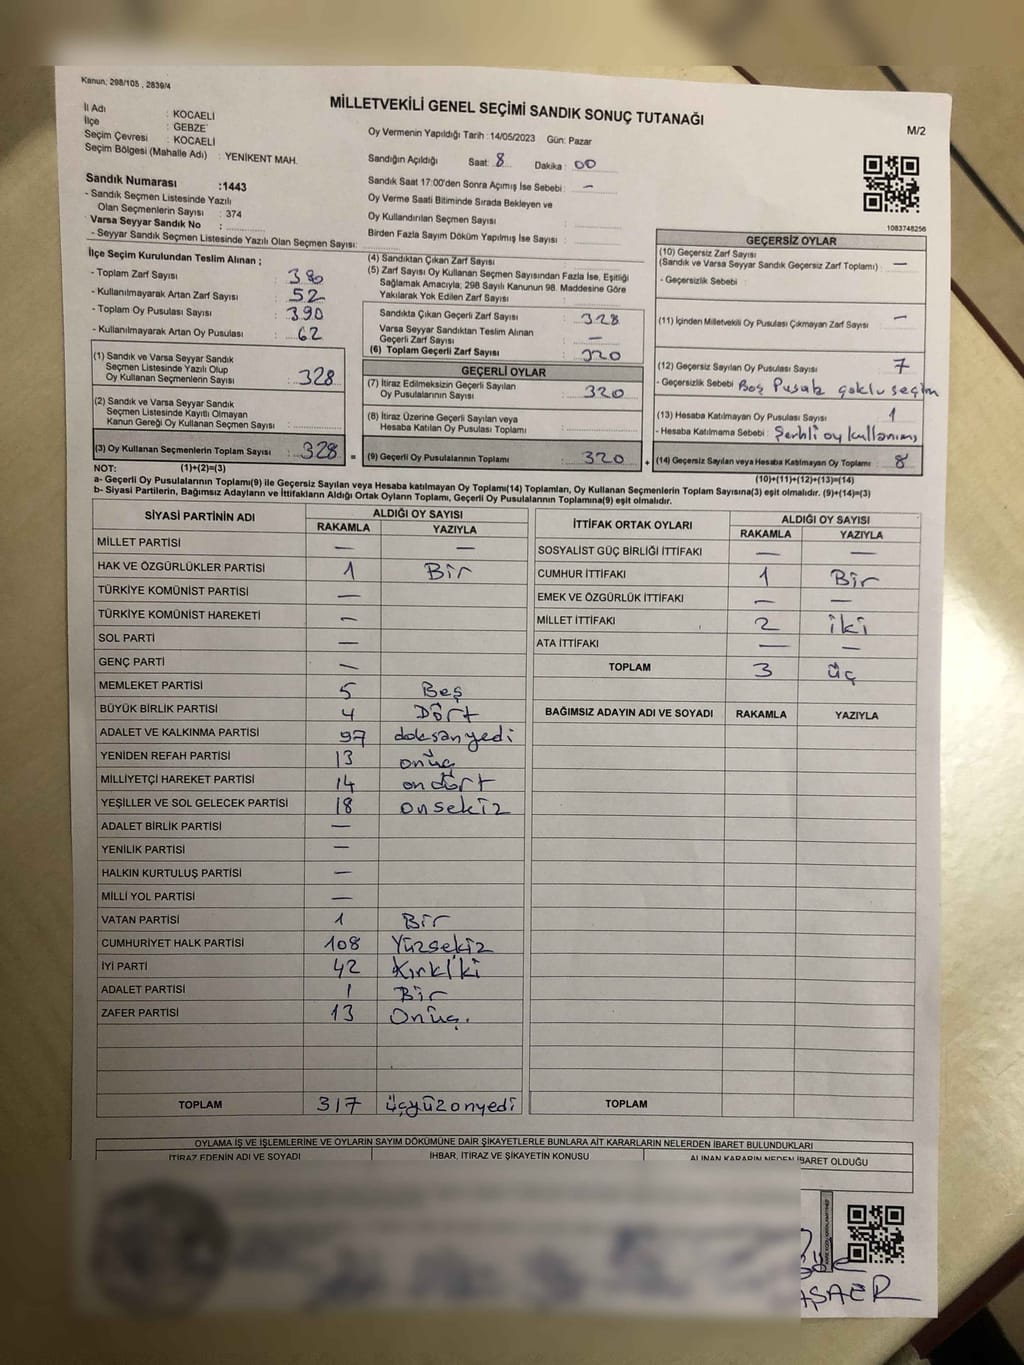 Kanun, 298/105 , 2839/4
MİLLETVEKİLİ GENEL SEÇİMİ SANDIK SONUÇ TUTANAĞI
M/2
İl Adı : KOCAELİ
İlçe : GEBZE
Seçim Çevresi : KOCAELİ
Seçim Bölgesi (Mahalle Adı) : YENİKENT MAH.
Oy Vermenin Yapıldığı Tarih :14/05/2023 Gün: Pazar
Sandığın Açıldığı Saat: 8 Dakika : 00
Sandık Saat 17:00'den Sonra Açımış İse Sebebi : —
Oy Verme Saati Bitiminde Sırada Bekleyen ve
Oy Kullandırılan Seçmen Sayısı :
Birden Fazla Sayım Döküm Yapılmış İse Sayısı :
Sandık Numarası :1443
- Sandık Seçmen Listesinde Yazılı
Olan Seçmenlerin Sayısı : 374
Varsa Seyyar Sandık No :
- Seyyar Sandık Seçmen Listesinde Yazılı Olan Seçmen Sayısı:
1083748256
İlçe Seçim Kurulundan Teslim Alınan ;
- Toplam Zarf Sayısı : 380
- Kullanılmayarak Artan Zarf Sayısı : 52
- Toplam Oy Pusulası Sayısı : 390
- Kullanılmayarak Artan Oy Pusulası : 62
(1) Sandık ve Varsa Seyyar Sandık
Seçmen Listesinde Yazılı Olup
Oy Kullanan Seçmenlerin Sayısı : 328
(2) Sandık ve Varsa Seyyar Sandık
Seçmen Listesinde Kayıtlı Olmayan
Kanun Gereği Oy Kullanan Seçmen Sayısı :
(3) Oy Kullanan Seçmenlerin Toplam Sayısı : 328 =
(4) Sandıktan Çıkan Zarf Sayısı :
(5) Zarf Sayısı Oy Kullanan Seçmen Sayısından Fazla İse, Eşitliği
Sağlamak Amacıyla; 298 Sayılı Kanunun 98. Maddesine Göre
Yakılarak Yok Edilen Zarf Sayısı :
Sandıkta Çıkan Geçerli Zarf Sayısı : 328
Varsa Seyyar Sandıktan Teslim Alınan
Geçerli Zarf Sayısı : —
(6) Toplam Geçerli Zarf Sayısı : 320
GEÇERLİ OYLAR
(7) İtiraz Edilmeksizin Geçerli Sayılan
Oy Pusulalarının Sayısı : 320
(8) İtiraz Üzerine Geçerli Sayılan veya
Hesaba Katılan Oy Pusulası Toplamı :
(9) Geçerli Oy Pusulalarının Toplamı : 320 +
GEÇERSİZ OYLAR
(10) Geçersiz Zarf Sayısı
(Sandık ve Varsa Seyyar Sandık Geçersiz Zarf Toplamı) : —
- Geçersizlik Sebebi :
(11) İçinden Milletvekili Oy Pusulası Çıkmayan Zarf Sayısı : —
(12) Geçersiz Sayılan Oy Pusulası Sayısı : 7
- Geçersizlik Sebebi : Boş Pusula çoklu seçim
(13) Hesaba Katılmayan Oy Pusulası Sayısı : 1
- Hesaba Katılmama Sebebi : Şerhli oy kullanımı
(14) Geçersiz Sayılan veya Hesaba Katılmayan Oy Toplamı : 8
NOT: (1)+(2)=(3) (10)+(11)+(12)+(13)=(14)
a- Geçerli Oy Pusulalarının Toplamı(9) ile Geçersiz Sayılan veya Hesaba katılmayan Oy Toplamı(14) Toplamları, Oy Kullanan Seçmenlerin Toplam Sayısına(3) eşit olmalıdır. (9)+(14)=(3)
b- Siyasi Partilerin, Bağımsız Adayların ve İttifakların Aldığı Ortak Oyların Toplamı, Geçerli Oy Pusulalarının Toplamına(9) eşit olmalıdır.
SİYASİ PARTİNİN ADI ALDIĞI OY SAYISI
RAKAMLA YAZIYLA
MİLLET PARTİSİ — —
HAK VE ÖZGÜRLÜKLER PARTİSİ 1 Bir
TÜRKİYE KOMÜNİST PARTİSİ —
TÜRKİYE KOMÜNİST HAREKETİ —
SOL PARTİ —
GENÇ PARTİ —
MEMLEKET PARTİSİ 5 Beş
BÜYÜK BİRLİK PARTİSİ 4 Dört
ADALET VE KALKINMA PARTİSİ 97 doksanyedi
YENİDEN REFAH PARTİSİ 13 onüç
MİLLİYETÇİ HAREKET PARTİSİ 14 ondört
YEŞİLLER VE SOL GELECEK PARTİSİ 18 onsekiz
ADALET BİRLİK PARTİSİ —
YENİLİK PARTİSİ —
HALKIN KURTULUŞ PARTİSİ —
MİLLİ YOL PARTİSİ —
VATAN PARTİSİ 1 Bir
CUMHURİYET HALK PARTİSİ 108 Yüzsekiz
İYİ PARTİ 42 Kırkiki
ADALET PARTİSİ 1 Bir
ZAFER PARTİSİ 13 Onüç.
TOPLAM 317 üçyüzonyedi
İTTİFAK ORTAK OYLARI ALDIĞI OY SAYISI
RAKAMLA YAZIYLA
SOSYALİST GÜÇ BİRLİĞİ İTTİFAKI — —
CUMHUR İTTİFAKI 1 Bir
EMEK VE ÖZGÜRLÜK İTTİFAKI — —
MİLLET İTTİFAKI 2 iki
ATA İTTİFAKI — —
TOPLAM 3 üç
BAĞIMSIZ ADAYIN ADI VE SOYADI RAKAMLA YAZIYLA
TOPLAM
OYLAMA İŞ VE İŞLEMLERİNE VE OYLARIN SAYIM DÖKÜMÜNE DAİR ŞİKAYETLERLE BUNLARA AİT KARARLARIN NELERDEN İBARET BULUNDUKLARI
İTİRAZ EDENİN ADI VE SOYADI İHBAR, İTİRAZ VE ŞİKAYETİN KONUSU ALINAN KARARIN NEDEN İBARET OLDUĞU